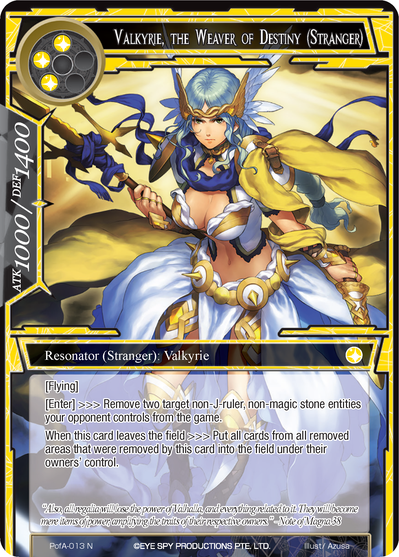 Valkyrie, the Weaver of Destiny (Stranger)
ATK 1000 / DEF 1400
Resonator (Stranger): Valkyrie
[Flying]
[Enter] >>> Remove two target non-J-ruler, non-magic stone entities
your opponent controls from the game.
When this card leaves the field >>> Put all cards from all removed
areas that were removed by this card into the field under their
owners' control.
"Also, all regalia will lose the power of Valhalla, and everything related to it. They will become
mere items of power, amplifying the traits of their respective owners." - Note of Magna 58
PofA-013 N
©EYE SPY PRODUCTIONS PTE. LTD.
Illust/ Azusa